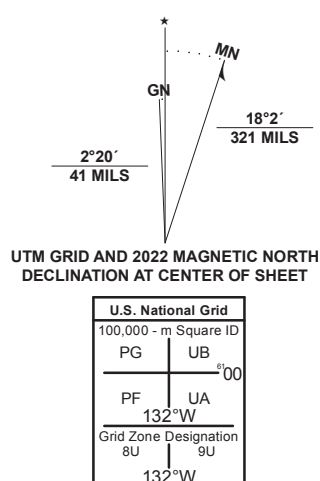 ★
MN
GN
18°2´
321 MILS
2°20´
41 MILS
UTM GRID AND 2022 MAGNETIC NORTH
DECLINATION AT CENTER OF SHEET
U.S. National Grid
100,000 - m Square ID
PG UB
6100
PF UA
132°W
Grid Zone Designation
8U 9U
132°W